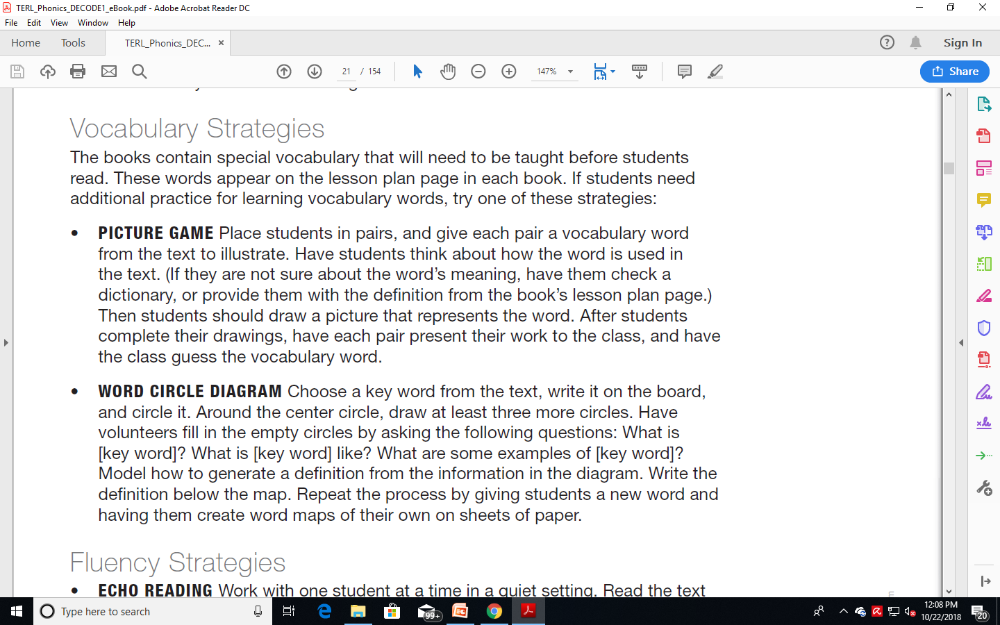 TERL_Phonics_DECODE1_eBook.pdf - Adobe Acrobat Reader DC
File Edit View Window Help
Home Tools TERL_Phonics_DEC... × Sign In
21 / 154 147% Share
Vocabulary Strategies
The books contain special vocabulary that will need to be taught before students
read. These words appear on the lesson plan page in each book. If students need
additional practice for learning vocabulary words, try one of these strategies:
• PICTURE GAME Place students in pairs, and give each pair a vocabulary word
from the text to illustrate. Have students think about how the word is used in
the text. (If they are not sure about the word’s meaning, have them check a
dictionary, or provide them with the definition from the book’s lesson plan page.)
Then students should draw a picture that represents the word. After students
complete their drawings, have each pair present their work to the class, and have
the class guess the vocabulary word.
• WORD CIRCLE DIAGRAM Choose a key word from the text, write it on the board,
and circle it. Around the center circle, draw at least three more circles. Have
volunteers fill in the empty circles by asking the following questions: What is
[key word]? What is [key word] like? What are some examples of [key word]?
Model how to generate a definition from the information in the diagram. Write the
definition below the map. Repeat the process by giving students a new word and
having them create word maps of their own on sheets of paper.
Fluency Strategies
• ECHO READING Work with one student at a time in a quiet setting. Read the text
Type here to search 99+ 12:08 PM
10/22/2018 20